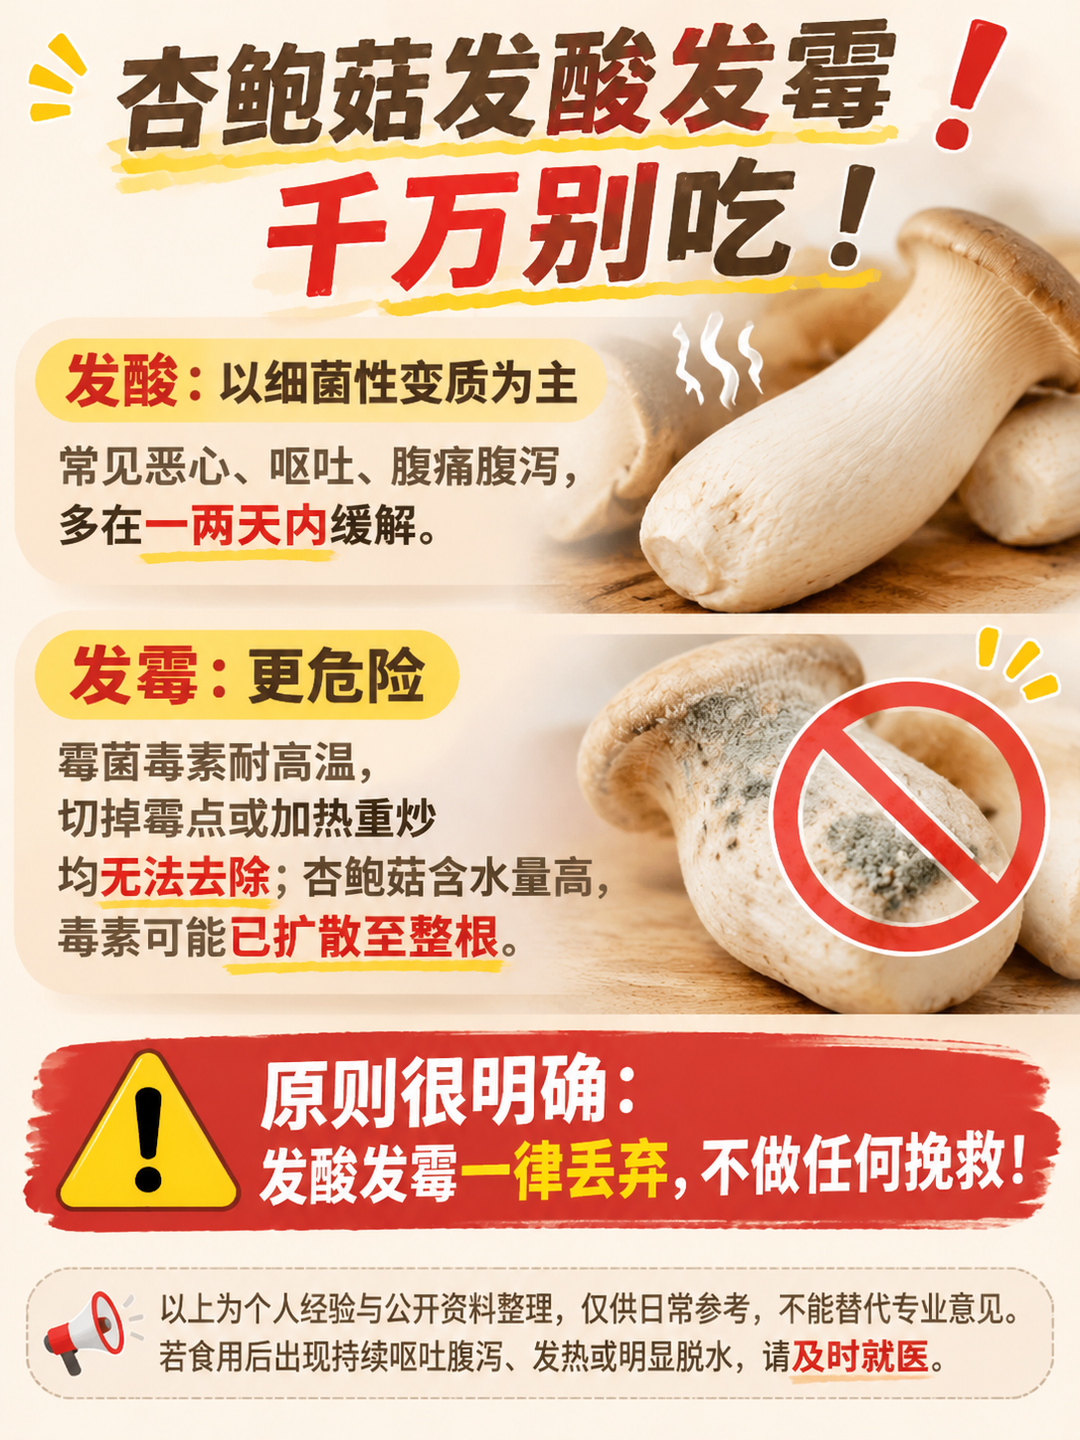 杏鲍菇发酸发霉！
千万别吃！
发酸：以细菌性变质为主
常见恶心、呕吐、腹痛腹泻，
多在一两天内缓解。
发霉：更危险
霉菌毒素耐高温，
切掉霉点或加热重炒
均无法去除；杏鲍菇含水量高，
毒素可能已扩散至整根。
原则很明确：
发酸发霉一律丢弃，不做任何挽救！
以上为个人经验与公开资料整理，仅供日常参考，不能替代专业意见。
若食用后出现持续呕吐腹泻、发热或明显脱水，请及时就医。